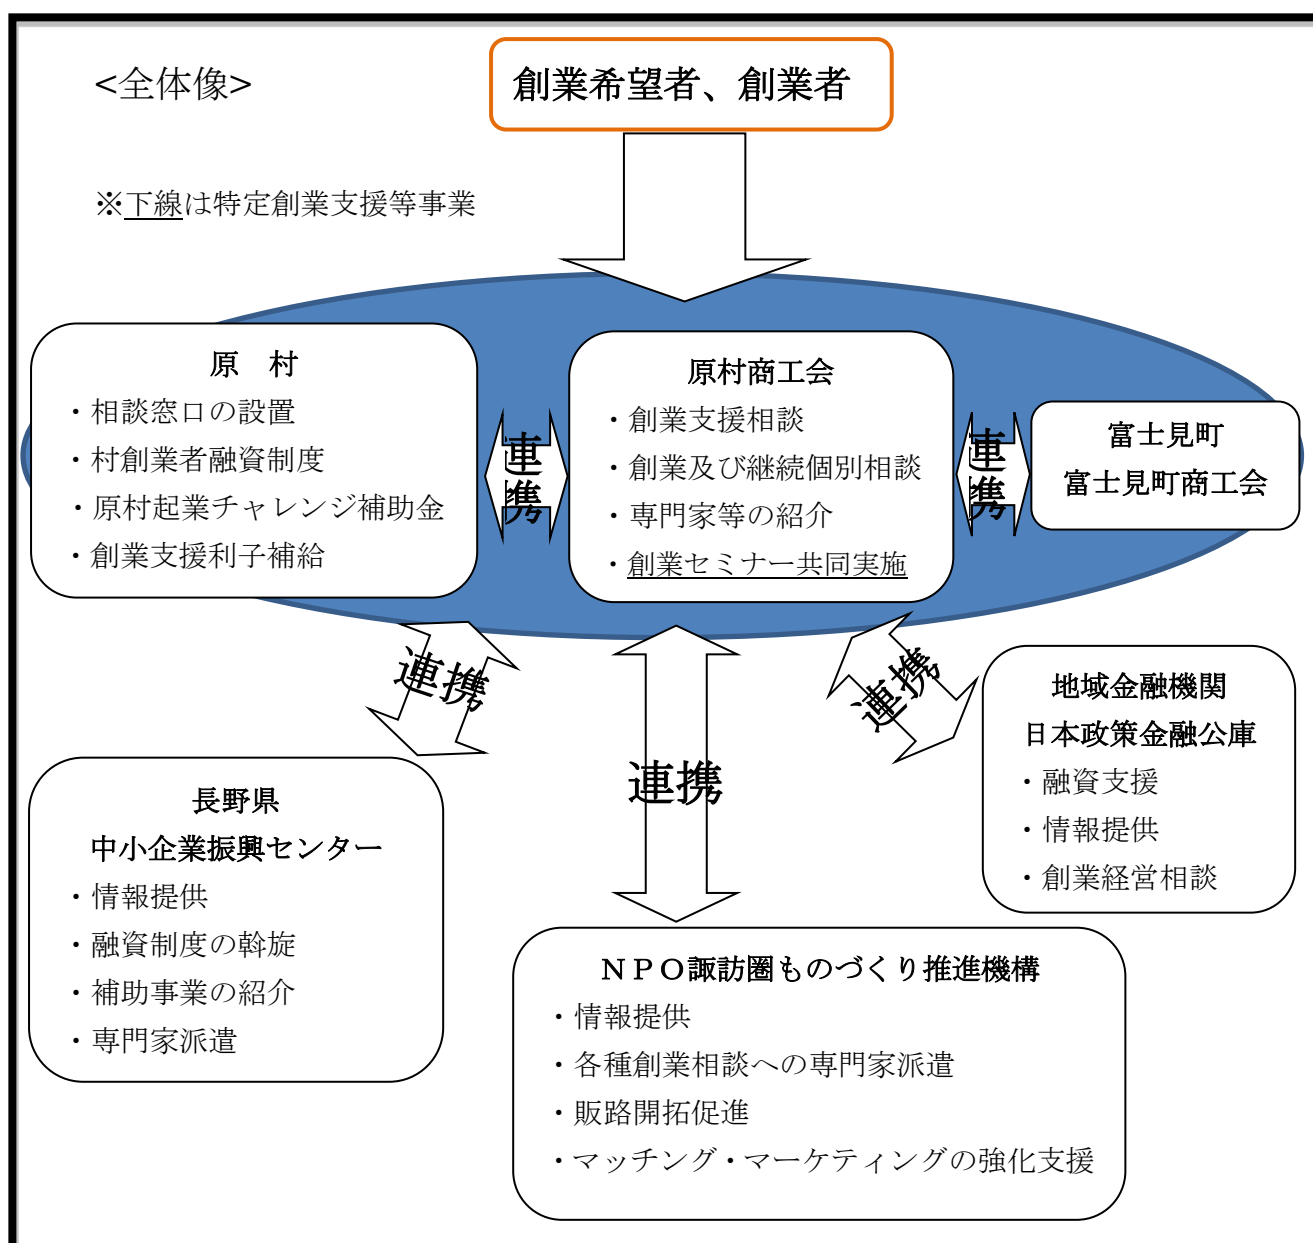 <全体像>
創業希望者、創業者
※下線は特定創業支援等事業
原　村
・相談窓口の設置
・村創業者融資制度
・原村起業チャレンジ補助金
・創業支援利子補給
連携
原村商工会
・創業支援相談
・創業及び継続個別相談
・専門家等の紹介
・創業セミナー共同実施
連携
富士見町
富士見町商工会
連携
連携
連携
長野県
中小企業振興センター
・情報提供
・融資制度の斡旋
・補助事業の紹介
・専門家派遣
ＮＰＯ諏訪圏ものづくり推進機構
・情報提供
・各種創業相談への専門家派遣
・販路開拓促進
・マッチング・マーケティングの強化支援
地域金融機関
日本政策金融公庫
・融資支援
・情報提供
・創業経営相談